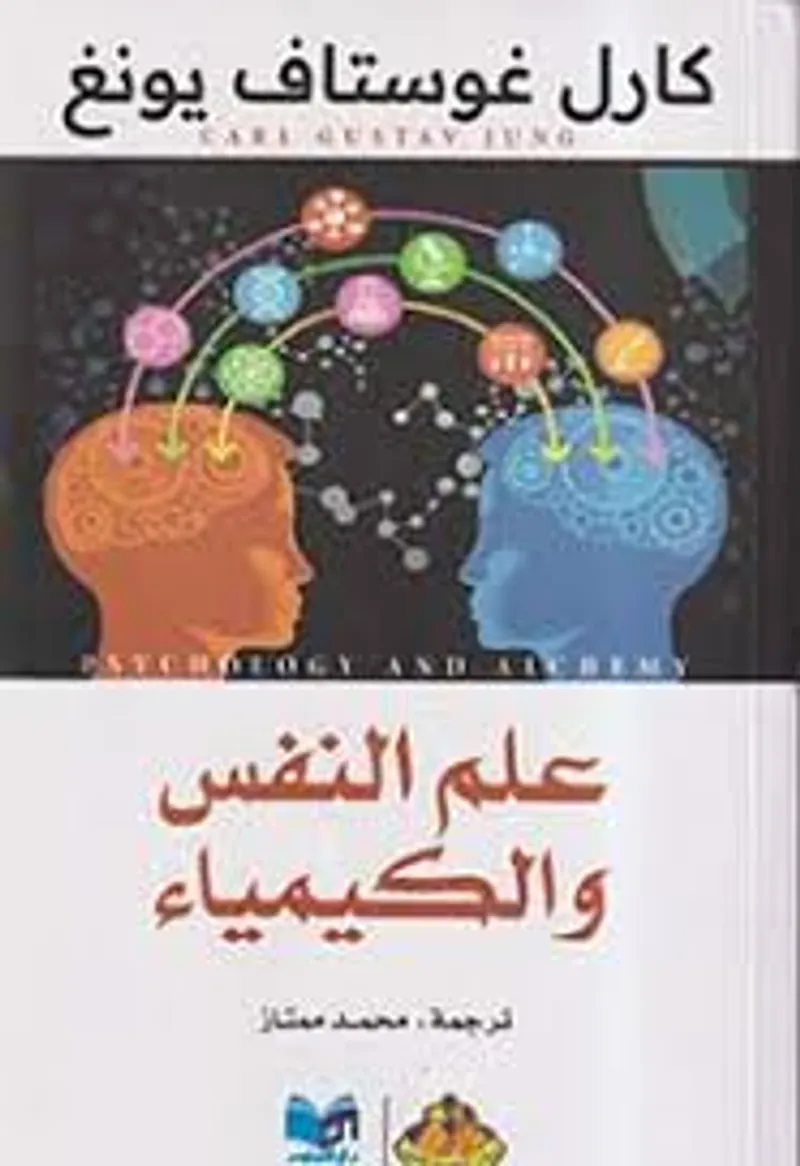 كارل غوستاف يونغ
CARL GUSTAV JUNG
PSYCHOLOGY AND ALCHEMY
علم النفس
والكيمياء
ترجمة، محمد ممتاز